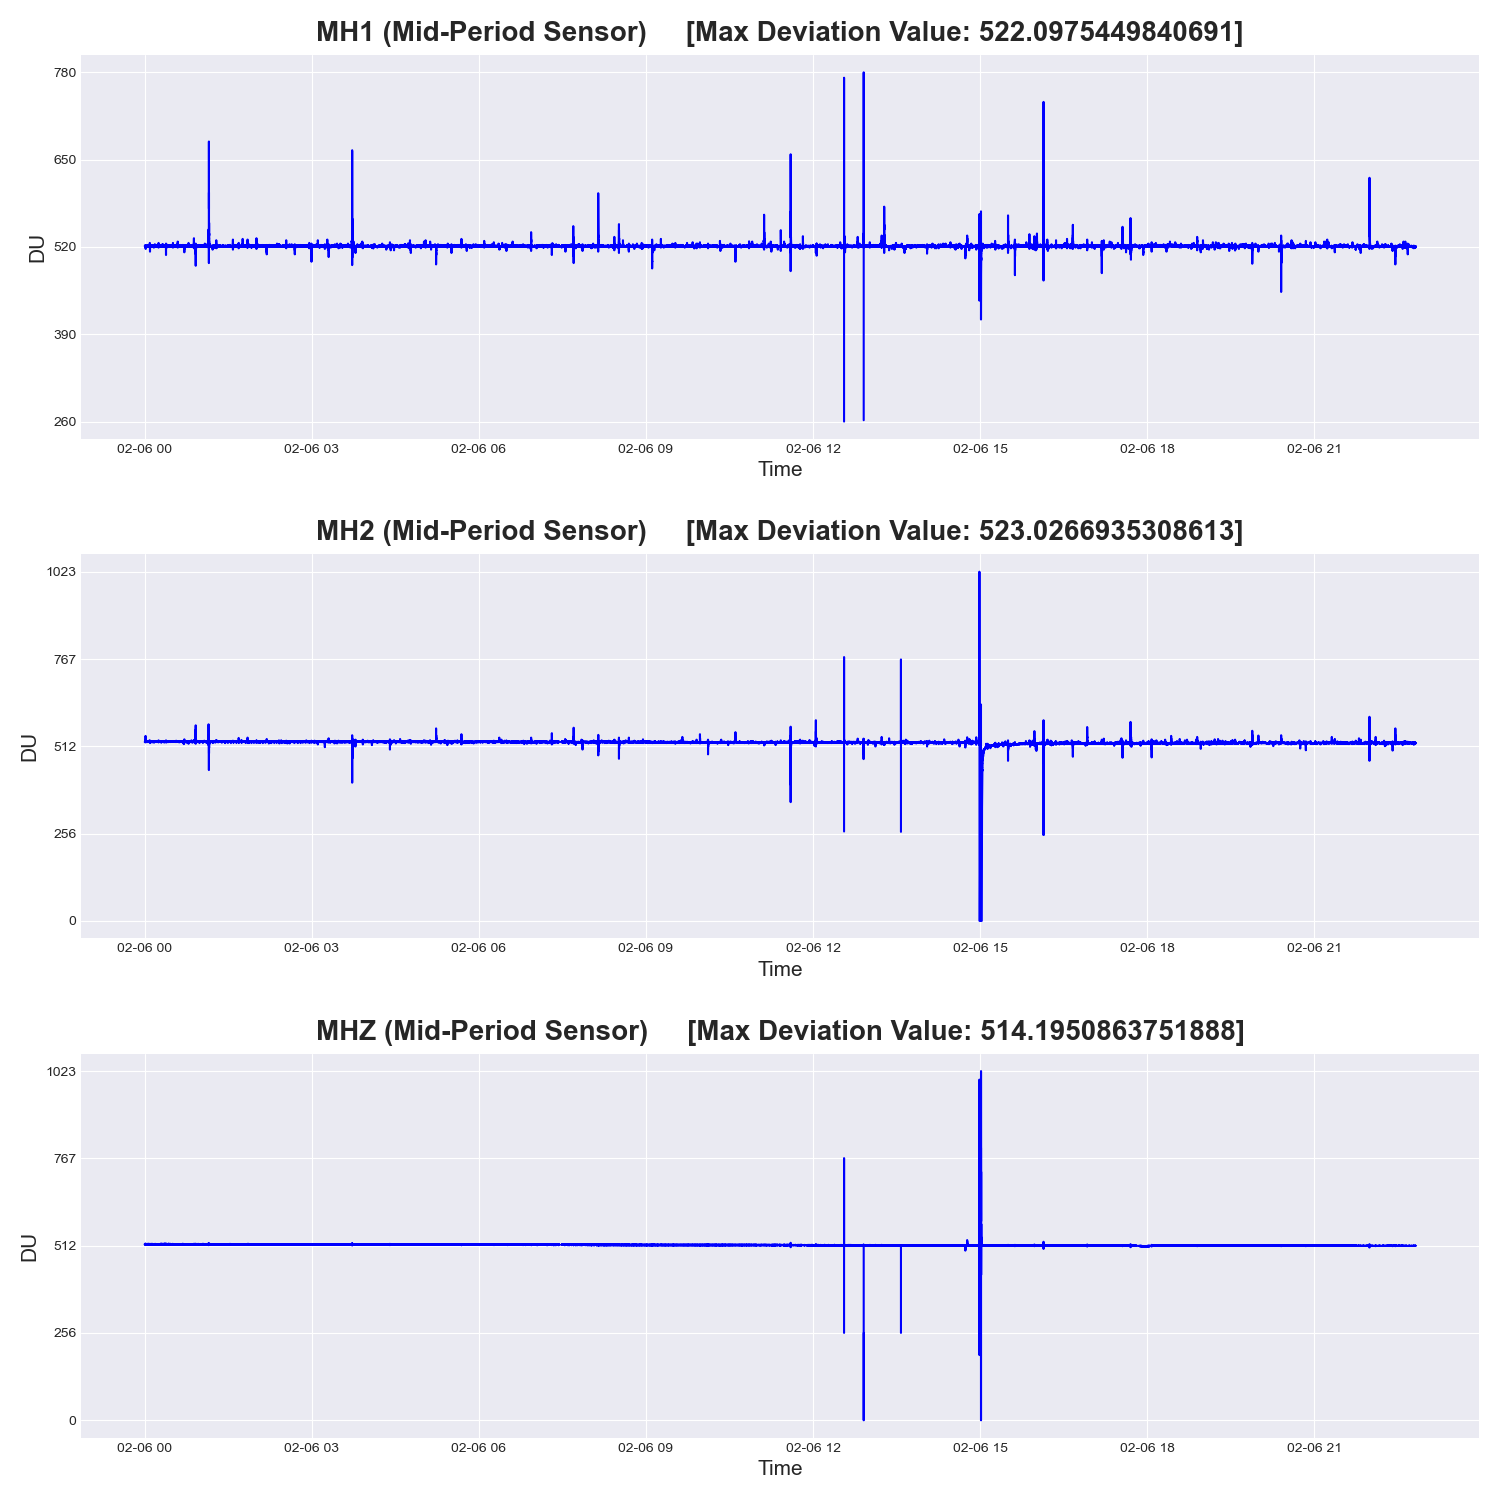 MH1 (Mid-Period Sensor) [Max Deviation Value: 522.0975449840691]
780
650
520
390
260
DU
02-06 00 02-06 03 02-06 06 02-06 09 02-06 12 02-06 15 02-06 18 02-06 21
Time
MH2 (Mid-Period Sensor) [Max Deviation Value: 523.0266935308613]
1023
767
512
256
0
DU
02-06 00 02-06 03 02-06 06 02-06 09 02-06 12 02-06 15 02-06 18 02-06 21
Time
MHZ (Mid-Period Sensor) [Max Deviation Value: 514.1950863751888]
1023
767
512
256
0
DU
02-06 00 02-06 03 02-06 06 02-06 09 02-06 12 02-06 15 02-06 18 02-06 21
Time